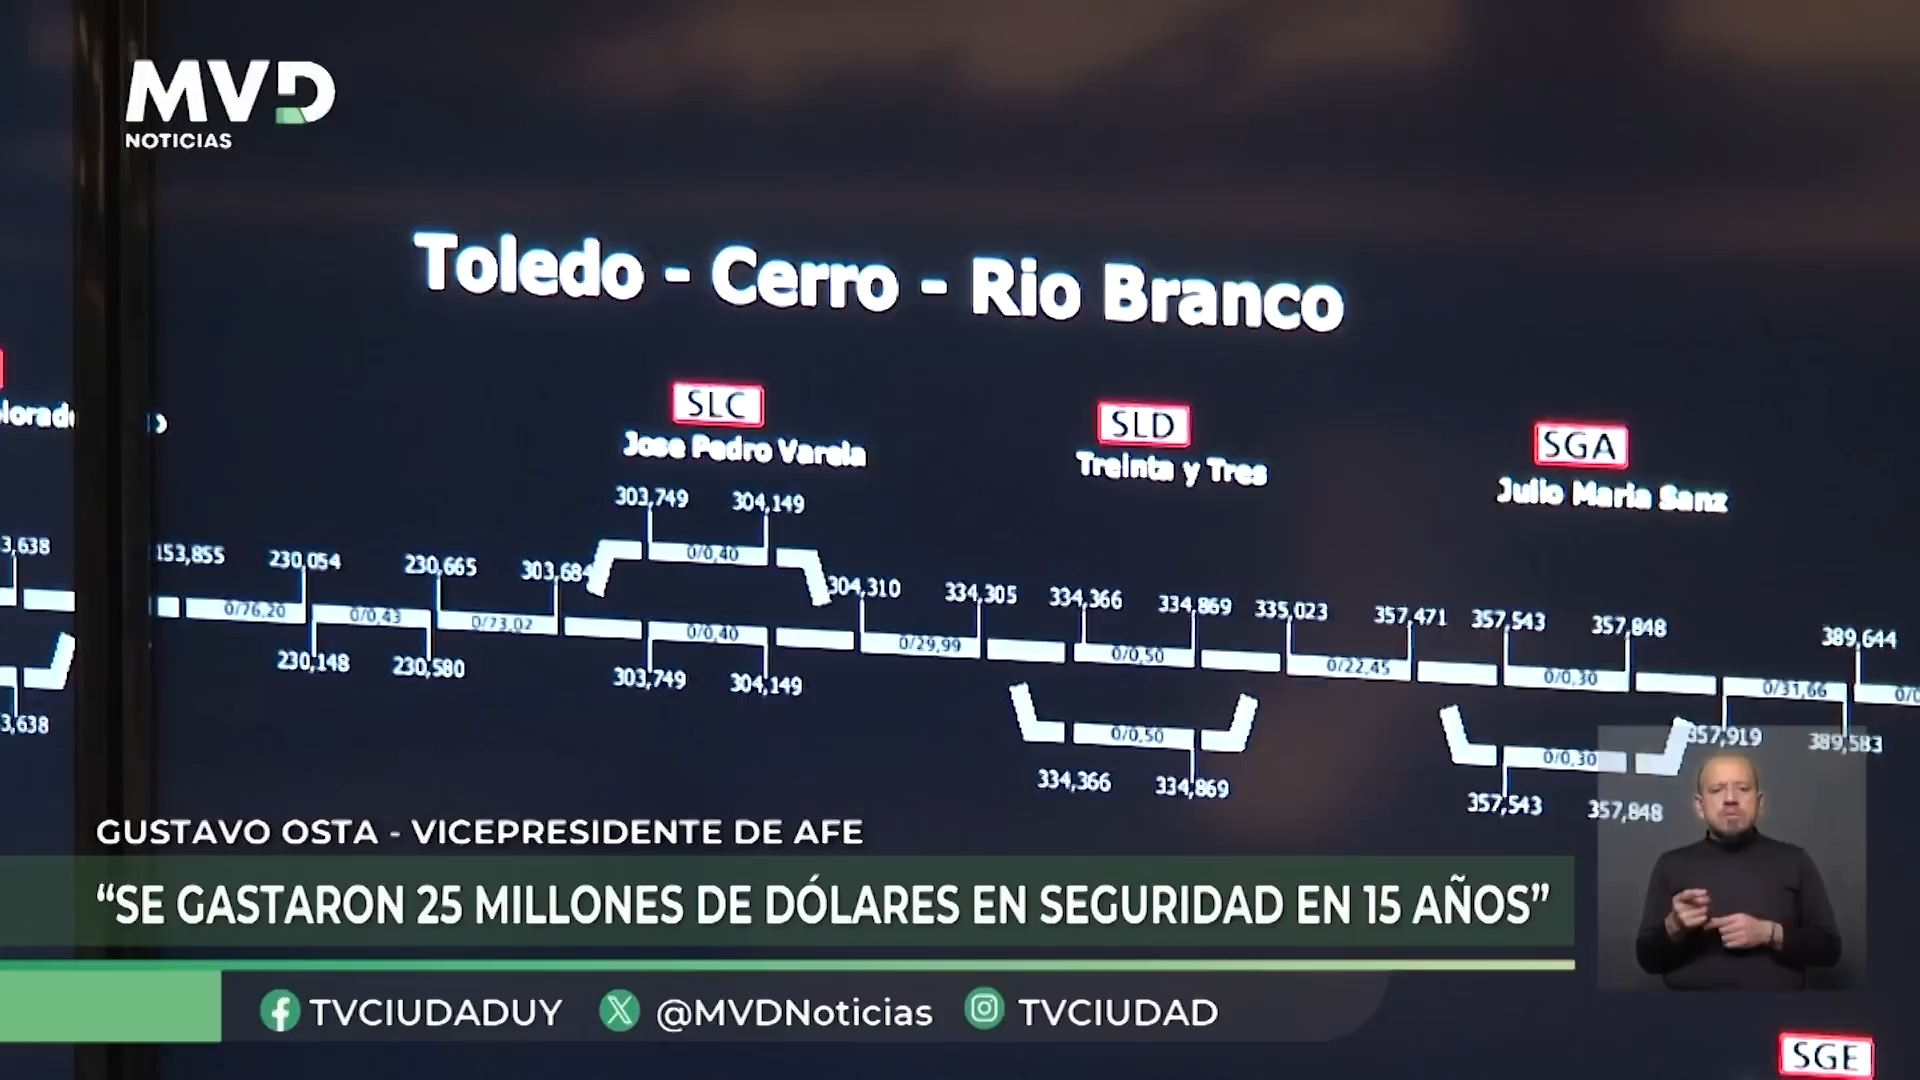 MVD
NOTICIAS
Toledo - Cerro - Rio Branco
SLC
SLD
SGA
Jose Pedro Varela
Treinta y Tres
Julio Maria Sanz
303,749 304,149
0/0,40
3,638 153,855 230,054 230,665 303,684 304,310 334,305 334,366 334,869 335,023 357,471 357,543 357,848 389,644
0/76,20 0/0,43 0/73,02 0/0,40 0/29,99 0/0,50 0/22,45 0/0,30 0/31,66
230,148 230,580 303,749 304,149
3,638
0/0,50 0/0,30
357,919 389,583
334,366 334,869 357,543 357,848
GUSTAVO OSTA - VICEPRESIDENTE DE AFE
“SE GASTARON 25 MILLONES DE DÓLARES EN SEGURIDAD EN 15 AÑOS”
TVCIUDADUY @MVDNoticias TVCIUDAD
SGE